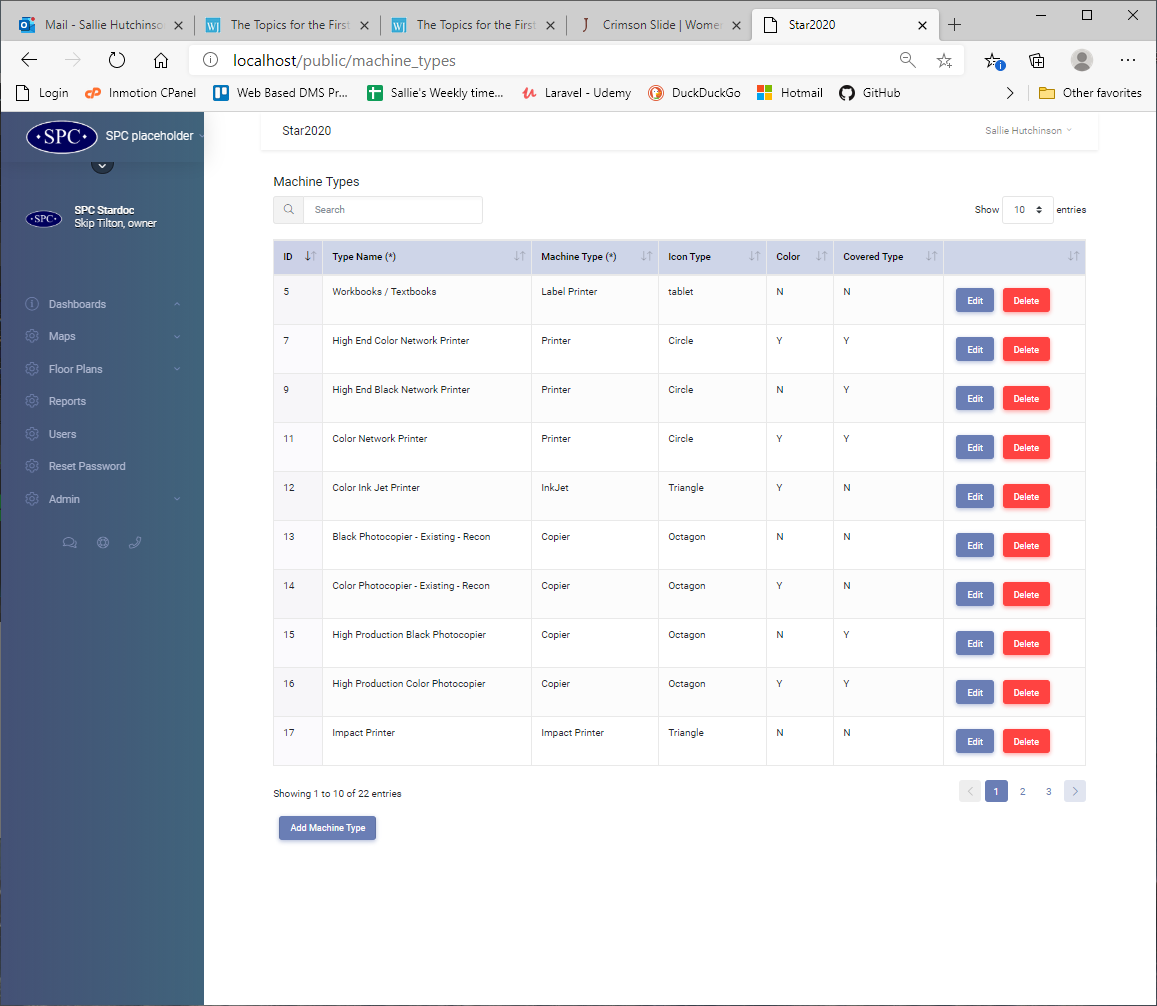 Mail - Sallie Hutchinso
The Topics for the First
The Topics for the First
Crimson Slide | Women
Star2020
localhost/public/machine_types
Login
Inmotion CPanel
Web Based DMS Pr...
Sallie's Weekly time...
Laravel - Udemy
DuckDuckGo
Hotmail
GitHub
Other favorites
·SPC·
SPC placeholder
Star2020
Sallie Hutchinson
·SPC·
SPC Stardoc
Skip Tilton, owner
Dashboards
Maps
Floor Plans
Reports
Users
Reset Password
Admin
Machine Types
Search
Show 10 entries
ID Type Name (*) Machine Type (*) Icon Type Color Covered Type
5 Workbooks / Textbooks Label Printer tablet N N Edit Delete
7 High End Color Network Printer Printer Circle Y Y Edit Delete
9 High End Black Network Printer Printer Circle N Y Edit Delete
11 Color Network Printer Printer Circle Y Y Edit Delete
12 Color Ink Jet Printer InkJet Triangle Y N Edit Delete
13 Black Photocopier - Existing - Recon Copier Octagon N N Edit Delete
14 Color Photocopier - Existing - Recon Copier Octagon Y N Edit Delete
15 High Production Black Photocopier Copier Octagon N Y Edit Delete
16 High Production Color Photocopier Copier Octagon Y Y Edit Delete
17 Impact Printer Impact Printer Triangle N N Edit Delete
Showing 1 to 10 of 22 entries
1 2 3
Add Machine Type